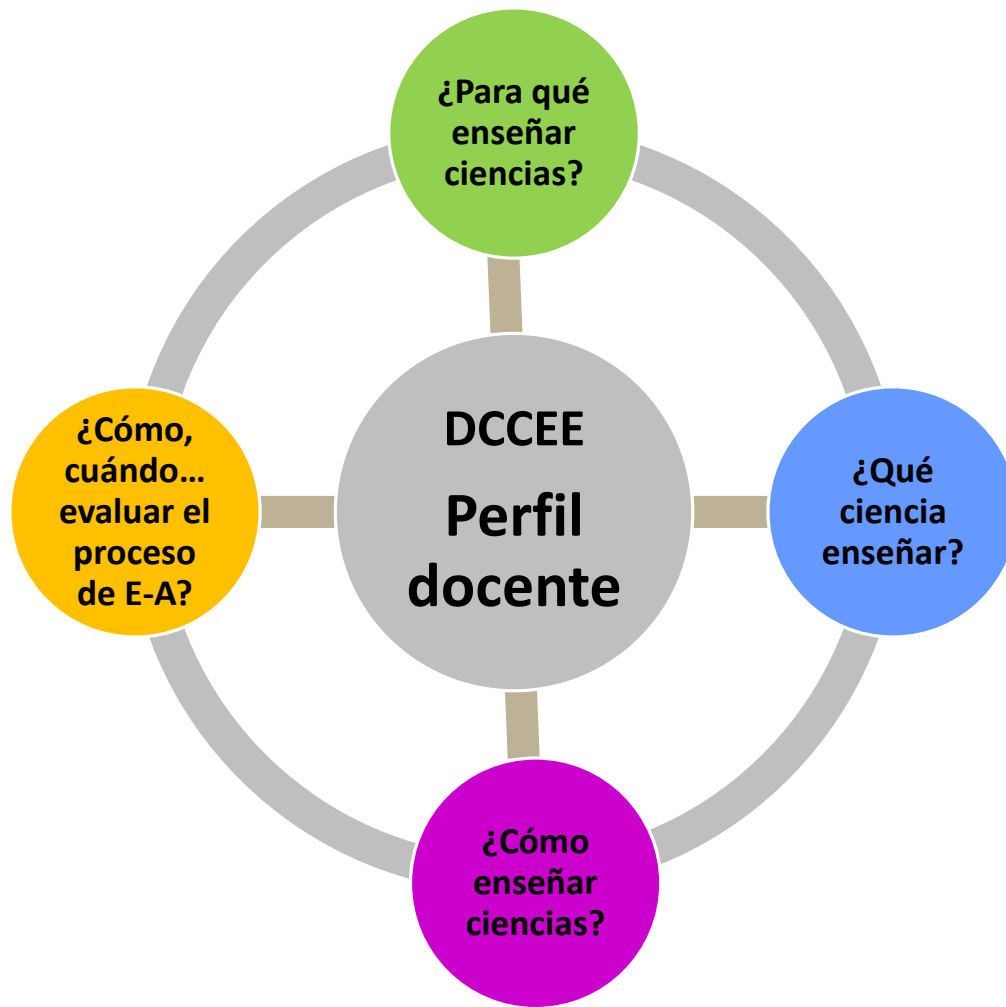 ¿Para qué
enseñar
ciencias?
¿Cómo,
cuándo…
evaluar el
proceso
de E-A?
DCCEE
Perfil
docente
¿Qué
ciencia
enseñar?
¿Cómo
enseñar
ciencias?